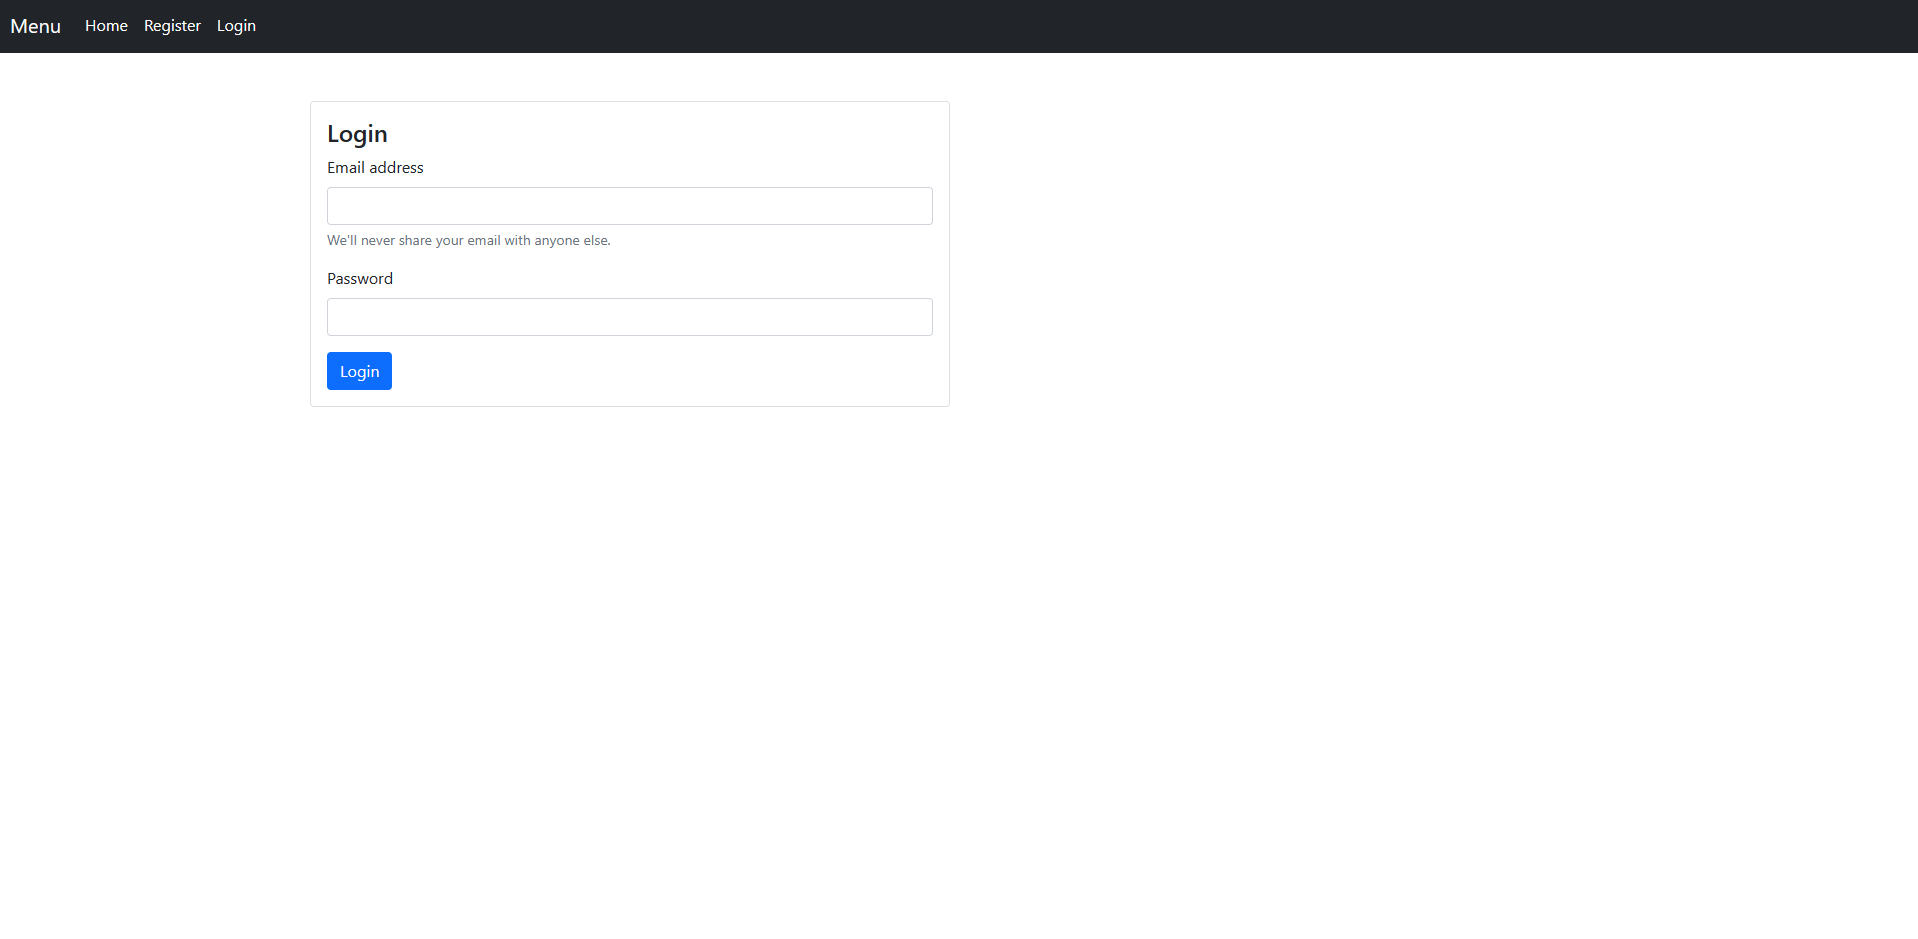 Menu Home Register Login
Login
Email address
We'll never share your email with anyone else.
Password
Login